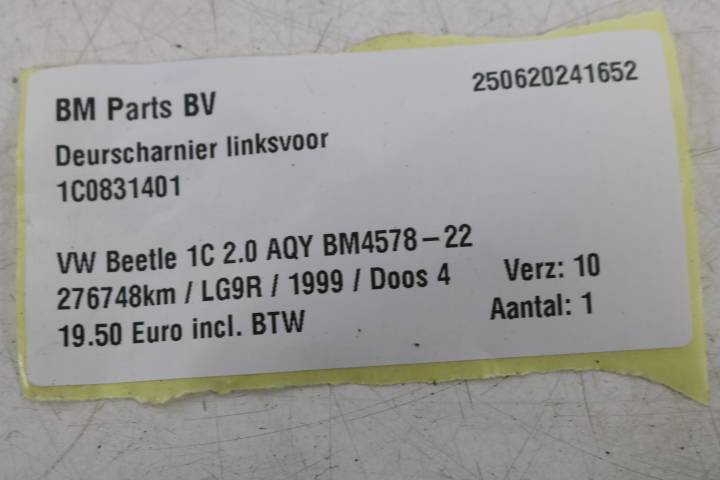 BM Parts BV 250620241652
Deurscharnier linksvoor
1C0831401
VW Beetle 1C 2.0 AQY BM4578-22
276748km / LG9R / 1999 / Doos 4 Verz: 10
19.50 Euro incl. BTW Aantal: 1